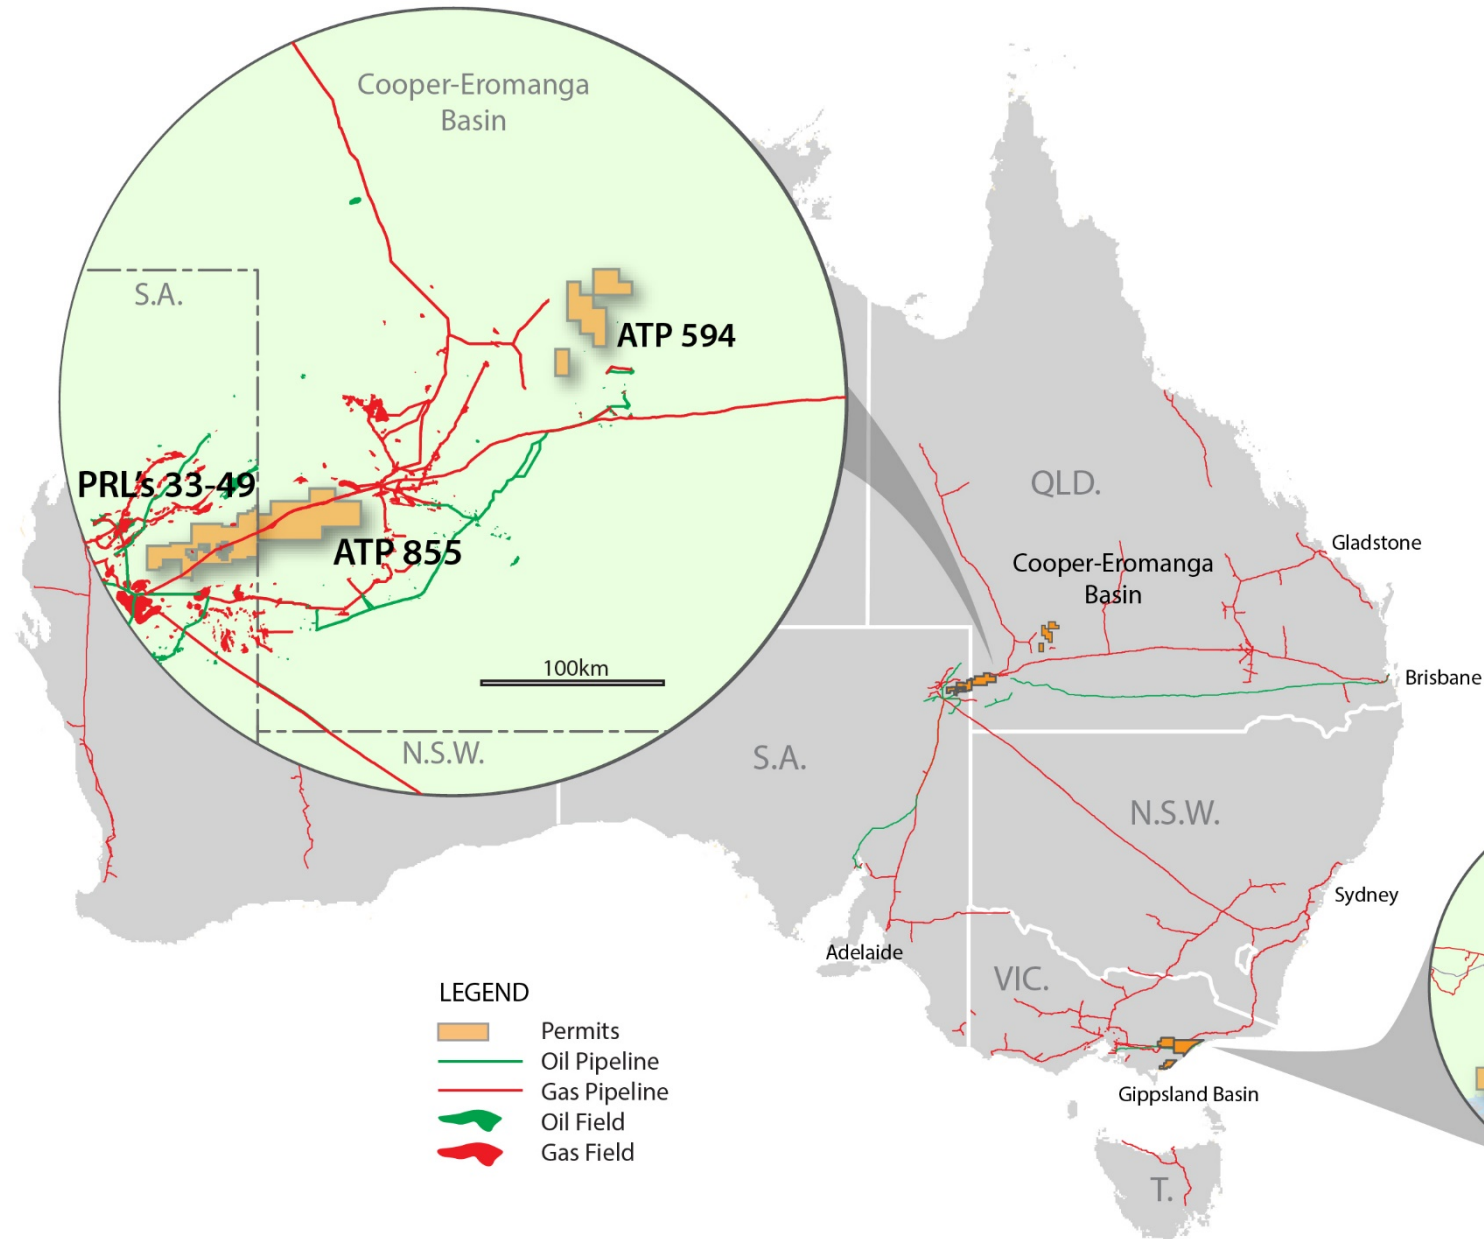 Cooper-Eromanga
Basin
S.A.
ATP 594
PRLs 33-49
ATP 855
100km
N.S.W.
QLD.
Gladstone
Cooper-Eromanga
Basin
Brisbane
S.A.
N.S.W.
Sydney
Adelaide
VIC.
Gippsland Basin
T.
LEGEND
Permits
Oil Pipeline
Gas Pipeline
Oil Field
Gas Field